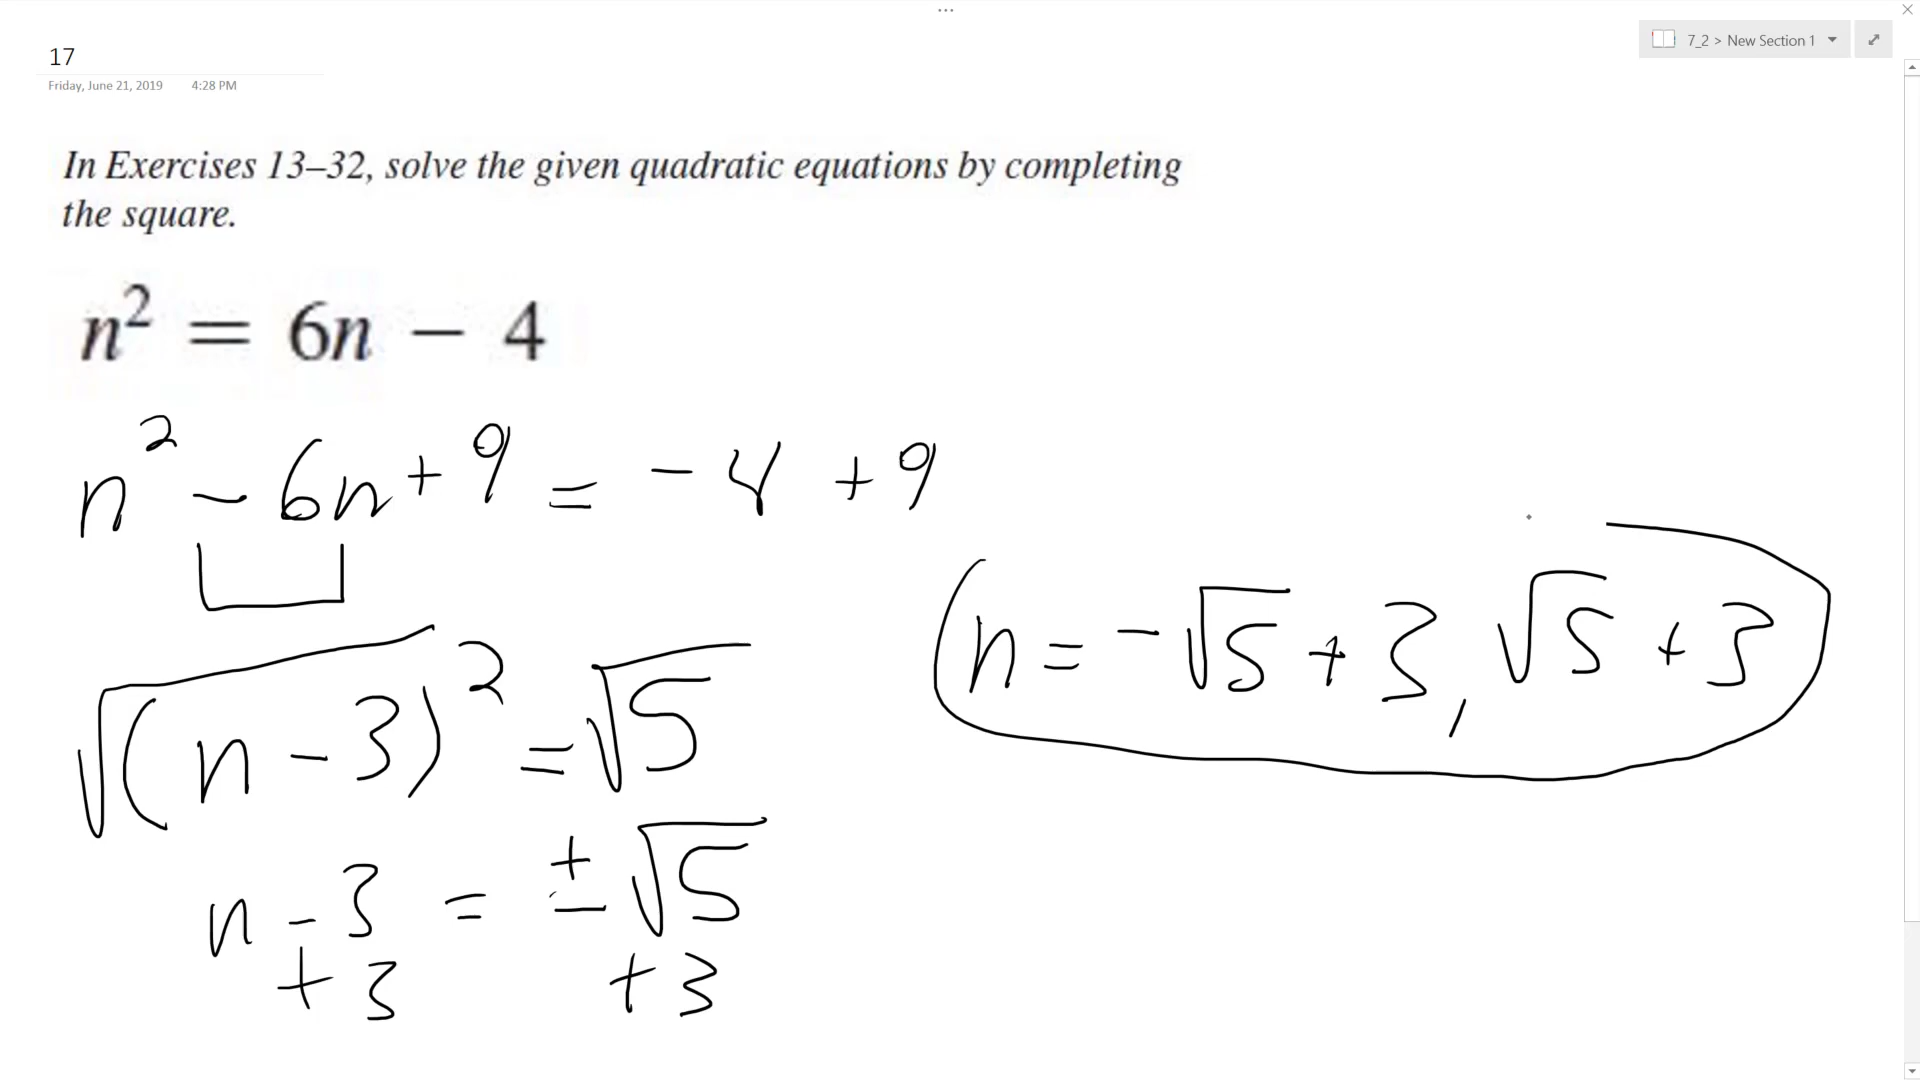 ...
7_2 > New Section 1
17
Friday, June 21, 2019 4:28 PM
In Exercises 13–32, solve the given quadratic equations by completing
the square.
n² = 6n − 4
n² − 6n + 9 = −4 + 9
√(n − 3)² = √5
n − 3 = ± √5
+ 3 + 3
n = −√5 + 3, √5 + 3